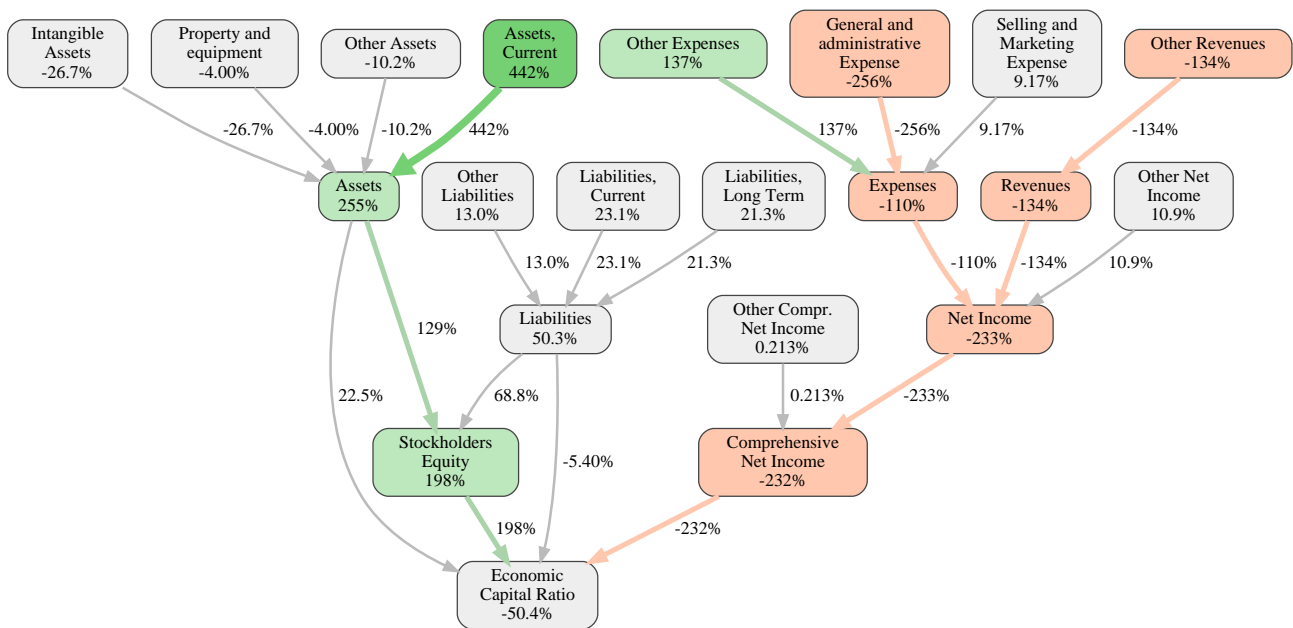 Intangible
Assets
-26.7%
Property and
equipment
-4.00%
Other Assets
-10.2%
Assets,
Current
442%
Other Expenses
137%
General and
administrative
Expense
-256%
Selling and
Marketing
Expense
9.17%
Other Revenues
-134%
-26.7%
-4.00%
-10.2%
442%
137%
-256%
9.17%
-134%
Assets
255%
Other
Liabilities
13.0%
Liabilities,
Current
23.1%
Liabilities,
Long Term
21.3%
Expenses
-110%
Revenues
-134%
Other Net
Income
10.9%
13.0%
23.1%
21.3%
-110%
-134%
10.9%
129%
Liabilities
50.3%
Other Compr.
Net Income
0.213%
Net Income
-233%
22.5%
68.8%
0.213%
-233%
Stockholders
Equity
198%
-5.40%
Comprehensive
Net Income
-232%
198%
-232%
Economic
Capital Ratio
-50.4%